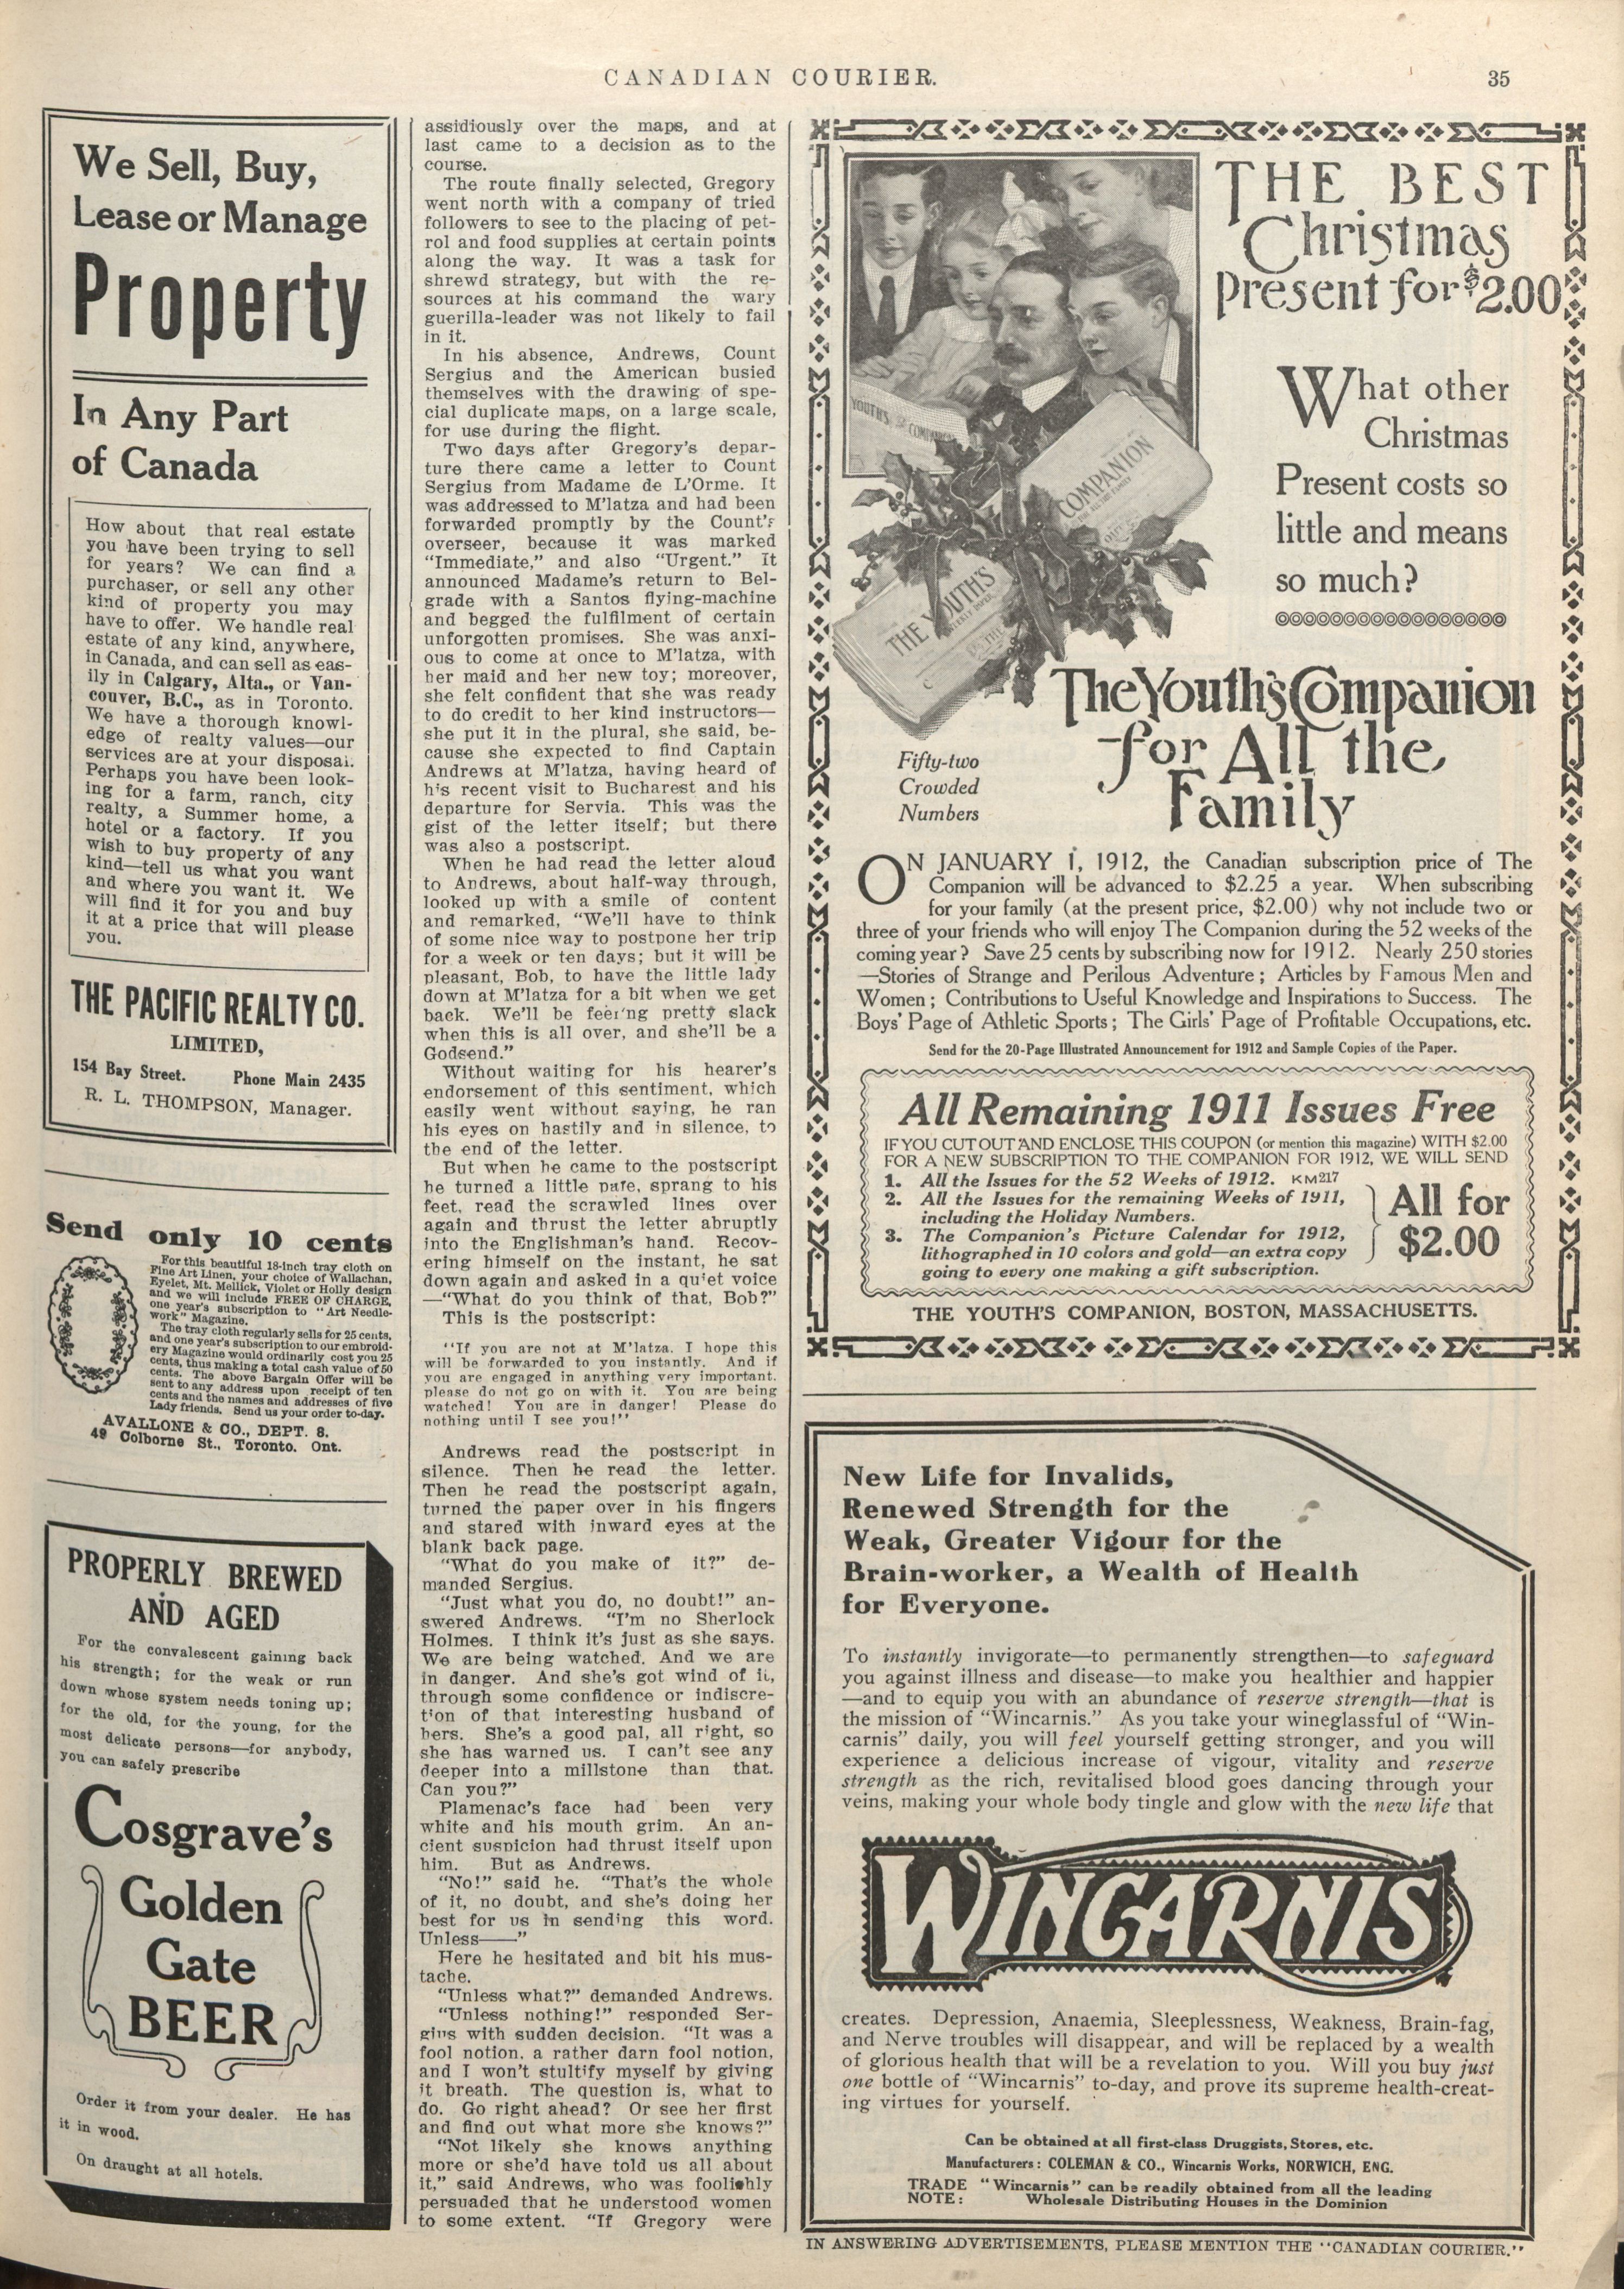 CANADIAN COURIER.
35
We Sell, Buy,
Lease or Manage
Property
In Any Part
of Canada
How about that real estate
you have been trying to sell
for years? We can find a
purchaser, or sell any other
kind of property you may
have to offer. We handle real
estate of any kind, anywhere,
in Canada, and can sell as eas-
ily in Calgary, Alta., or Van-
couver, B.C., as in Toronto.
We have a thorough knowl-
edge of realty values—our
services are at your disposal.
Perhaps you have been look-
ing for a farm, ranch, city
realty, a Summer home, a
hotel or a factory. If you
wish to buy property of any
kind—tell us what you want
and where you want it. We
will find it for you and buy
it at a price that will please
you.
THE PACIFIC REALTY CO.
LIMITED,
154 Bay Street. Phone Main 2435
R. L. THOMPSON, Manager.
Send only 10 cents
For this beautiful 18-inch tray cloth on
Fine Art Linen, your choice of Wallachan,
Eyelet, Mt. Mellick, Violet or Holly design
and we will include FREE OF CHARGE,
one year's subscription to "Art Needle-
work" Magazine.
The tray cloth regularly sells for 25 cents,
and one year's subscription to our embroid-
ery Magazine would ordinarily cost you 25
cents, thus making a total cash value of 50
cents. The above Bargain Offer will be
sent to any address upon receipt of ten
cents and the names and addresses of five
Lady friends. Send us your order to-day.
AVALLONE & CO., DEPT. 8.
49 Colborne St., Toronto. Ont.
PROPERLY BREWED
AND AGED
For the convalescent gaining back
his strength; for the weak or run
down whose system needs toning up;
for the old, for the young, for the
most delicate persons—for anybody,
you can safely prescribe
Cosgrave's
Golden
Gate
BEER
Order it from your dealer. He has
it in wood.
On draught at all hotels.
assidiously over the maps, and at
last came to a decision as to the
course.
The route finally selected, Gregory
went north with a company of tried
followers to see to the placing of pet-
rol and food supplies at certain points
along the way. It was a task for
shrewd strategy, but with the re-
sources at his command the wary
guerilla-leader was not likely to fail
in it.
In his absence, Andrews, Count
Sergius and the American busied
themselves with the drawing of spe-
cial duplicate maps, on a large scale,
for use during the flight.
Two days after Gregory's depar-
ture there came a letter to Count
Sergius from Madame de L'Orme. It
was addressed to M'latza and had been
forwarded promptly by the Count's
overseer, because it was marked
"Immediate," and also "Urgent." It
announced Madame's return to Bel-
grade with a Santos flying-machine
and begged the fulfilment of certain
unforgotten promises. She was anxi-
ous to come at once to M'latza, with
her maid and her new toy; moreover,
she felt confident that she was ready
to do credit to her kind instructors—
she put it in the plural, she said, be-
cause she expected to find Captain
Andrews at M'latza, having heard of
his recent visit to Bucharest and his
departure for Servia. This was the
gist of the letter itself; but there
was also a postscript.
When he had read the letter aloud
to Andrews, about half-way through,
looked up with a smile of content
and remarked, "We'll have to think
of some nice way to postpone her trip
for a week or ten days; but it will be
pleasant, Bob, to have the little lady
down at M'latza for a bit when we get
back. We'll be feeling pretty slack
when this is all over, and she'll be a
Godsend."
Without waiting for his hearer's
endorsement of this sentiment, which
easily went without saying, he ran
his eyes on hastily and in silence, to
the end of the letter.
But when he came to the postscript
he turned a little pale, sprang to his
feet, read the scrawled lines over
again and thrust the letter abruptly
into the Englishman's hand. Recov-
ering himself on the instant, he sat
down again and asked in a quiet voice
—"What do you think of that, Bob?"
This is the postscript:
"If you are not at M'latza, I hope this
will be forwarded to you instantly. And if
you are engaged in anything very important,
please do not go on with it. You are being
watched! You are in danger! Please do
nothing until I see you!"
Andrews read the postscript in
silence. Then he read the letter.
Then he read the postscript again,
turned the paper over in his fingers
and stared with inward eyes at the
blank back page.
"What do you make of it?" de-
manded Sergius.
"Just what you do, no doubt!" an-
swered Andrews. "I'm no Sherlock
Holmes. I think it's just as she says.
We are being watched. And we are
in danger. And she's got wind of it,
through some confidence or indiscre-
tion of that interesting husband of
hers. She's a good pal, all right, so
she has warned us. I can't see any
deeper into a millstone than that.
Can you?"
Plamenac's face had been very
white and his mouth grim. An an-
cient suspicion had thrust itself upon
him. But as Andrews.
"No!" said he. "That's the whole
of it, no doubt, and she's doing her
best for us in sending this word.
Unless——"
Here he hesitated and bit his mus-
tache.
"Unless what?" demanded Andrews.
"Unless nothing!" responded Ser-
gius with sudden decision. "It was a
fool notion, a rather darn fool notion,
and I won't stultify myself by giving
it breath. The question is, what to
do. Go right ahead? Or see her first
and find out what more she knows?"
"Not likely she knows anything
more or she'd have told us all about
it," said Andrews, who was foolishly
persuaded that he understood women
to some extent. "If Gregory were
THE BEST
Christmas
Present for $2.00
What other
Christmas
Present costs so
little and means
so much?
YOUTH'S COMPANION
COMPANION
THE YOUTH'S
The Youth's Companion
for All the
Family
Fifty-two
Crowded
Numbers
ON JANUARY 1, 1912, the Canadian subscription price of The
Companion will be advanced to $2.25 a year. When subscribing
for your family (at the present price, $2.00) why not include two or
three of your friends who will enjoy The Companion during the 52 weeks of the
coming year? Save 25 cents by subscribing now for 1912. Nearly 250 stories
—Stories of Strange and Perilous Adventure; Articles by Famous Men and
Women; Contributions to Useful Knowledge and Inspirations to Success. The
Boys' Page of Athletic Sports; The Girls' Page of Profitable Occupations, etc.
Send for the 20-Page Illustrated Announcement for 1912 and Sample Copies of the Paper.
All Remaining 1911 Issues Free
IF YOU CUT OUT AND ENCLOSE THIS COUPON (or mention this magazine) WITH $2.00
FOR A NEW SUBSCRIPTION TO THE COMPANION FOR 1912, WE WILL SEND
1. All the Issues for the 52 Weeks of 1912. KM217
2. All the Issues for the remaining Weeks of 1911,
including the Holiday Numbers.
3. The Companion's Picture Calendar for 1912,
lithographed in 10 colors and gold—an extra copy
going to every one making a gift subscription.
All for
$2.00
THE YOUTH'S COMPANION, BOSTON, MASSACHUSETTS.
New Life for Invalids,
Renewed Strength for the
Weak, Greater Vigour for the
Brain-worker, a Wealth of Health
for Everyone.
To instantly invigorate—to permanently strengthen—to safeguard
you against illness and disease—to make you healthier and happier
—and to equip you with an abundance of reserve strength—that is
the mission of "Wincarnis." As you take your wineglassful of "Win-
carnis" daily, you will feel yourself getting stronger, and you will
experience a delicious increase of vigour, vitality and reserve
strength as the rich, revitalised blood goes dancing through your
veins, making your whole body tingle and glow with the new life that
WINCARNIS
creates. Depression, Anaemia, Sleeplessness, Weakness, Brain-fag,
and Nerve troubles will disappear, and will be replaced by a wealth
of glorious health that will be a revelation to you. Will you buy just
one bottle of "Wincarnis" to-day, and prove its supreme health-creat-
ing virtues for yourself.
Can be obtained at all first-class Druggists, Stores, etc.
Manufacturers: COLEMAN & CO., Wincarnis Works, NORWICH, ENG.
TRADE NOTE: "Wincarnis" can be readily obtained from all the leading
Wholesale Distributing Houses in the Dominion
IN ANSWERING ADVERTISEMENTS, PLEASE MENTION THE "CANADIAN COURIER."